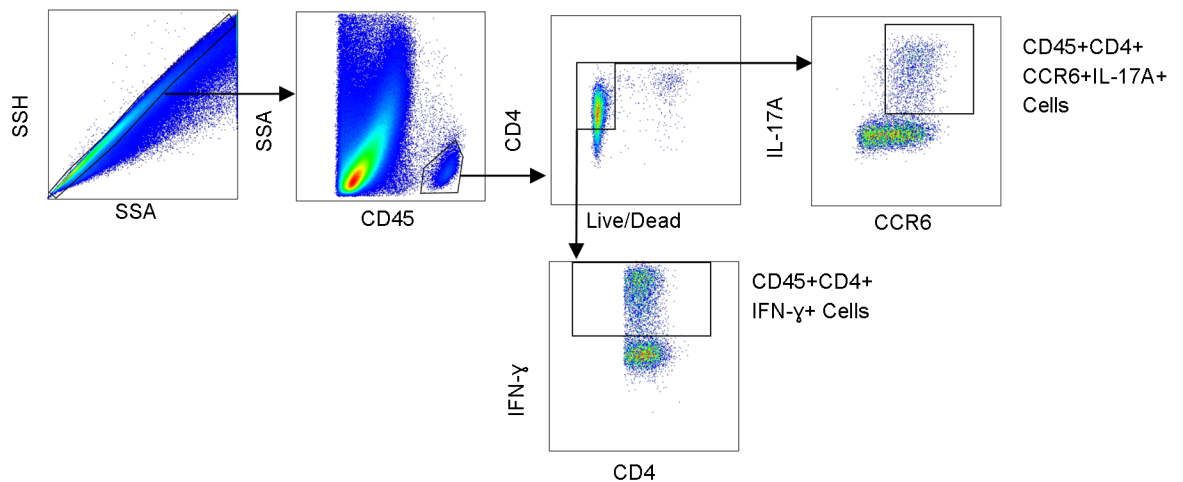 SSH
SSA
SSA
CD45
CD4
Live/Dead
IL-17A
CCR6
CD45+CD4+
CCR6+IL-17A+
Cells
IFN-ɣ
CD4
CD45+CD4+
IFN-ɣ+ Cells